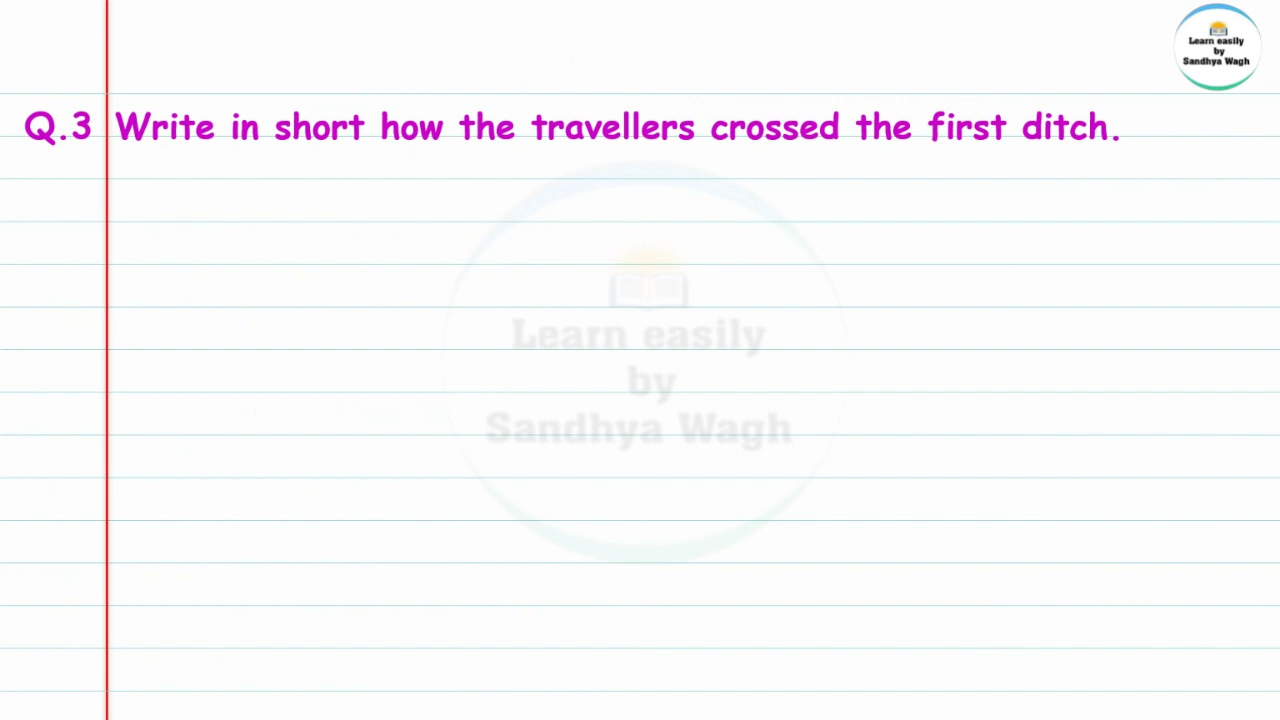 Learn easily
by
Sandhya Wagh
Q.3 Write in short how the travellers crossed the first ditch.
Learn easily
by
Sandhya Wagh